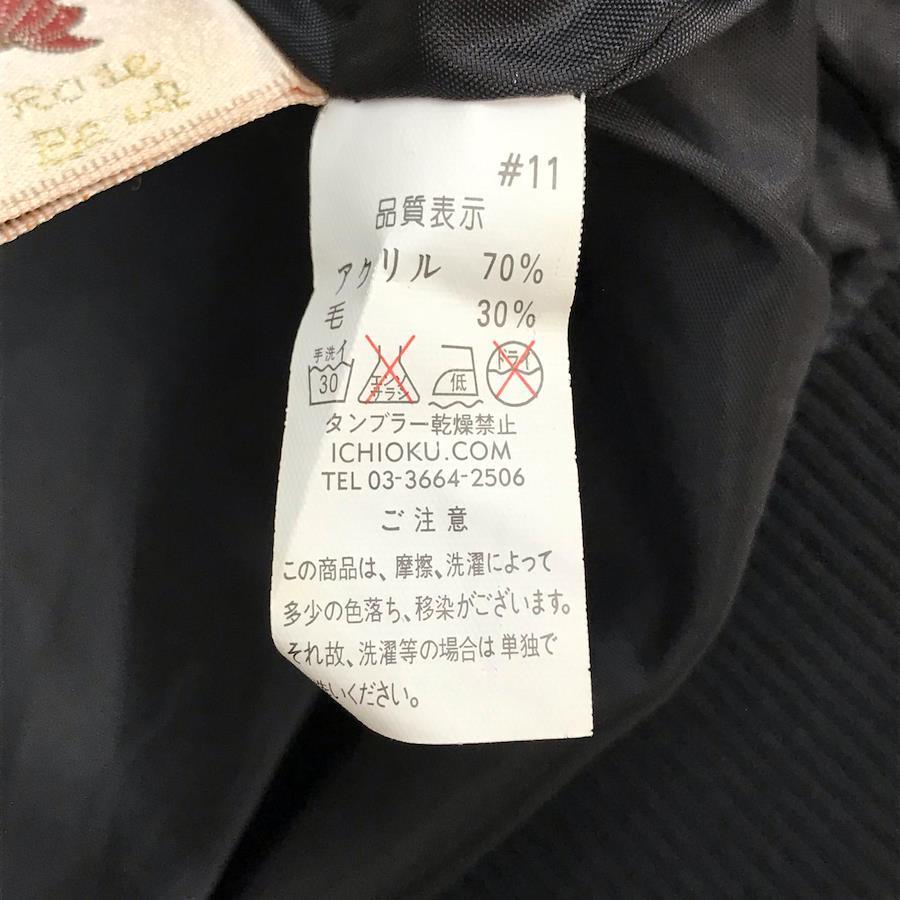 #11
品質表示
アクリル 70%
毛 30%
手洗イ
30
エンソ
サラシ
低
ドライ
タンブラー乾燥禁止
ICHIOKU.COM
TEL 03-3664-2506
ご注意
この商品は、摩擦、洗濯によって
多少の色落ち、移染がございます。
それ故、洗濯等の場合は単独で
洗いください。